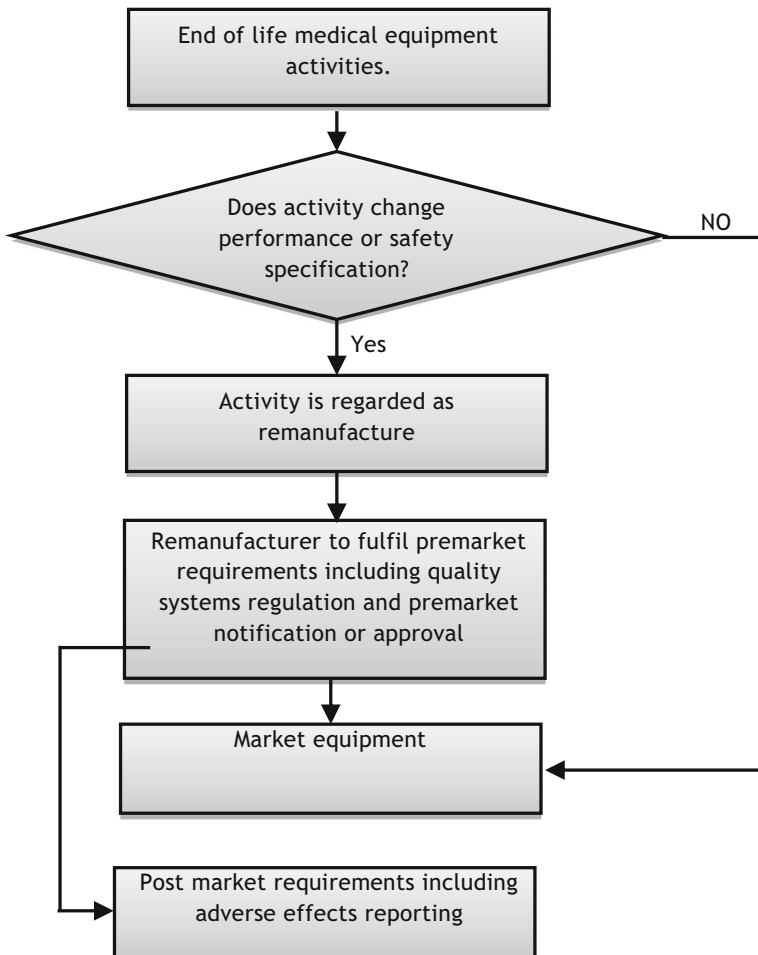 End of life medical equipment
activities.
Does activity change
performance or safety
specification?
NO
Yes
Activity is regarded as
remanufacture
Remanufacturer to fulfil premarket
requirements including quality
systems regulation and premarket
notification or approval
Market equipment
Post market requirements including
adverse effects reporting